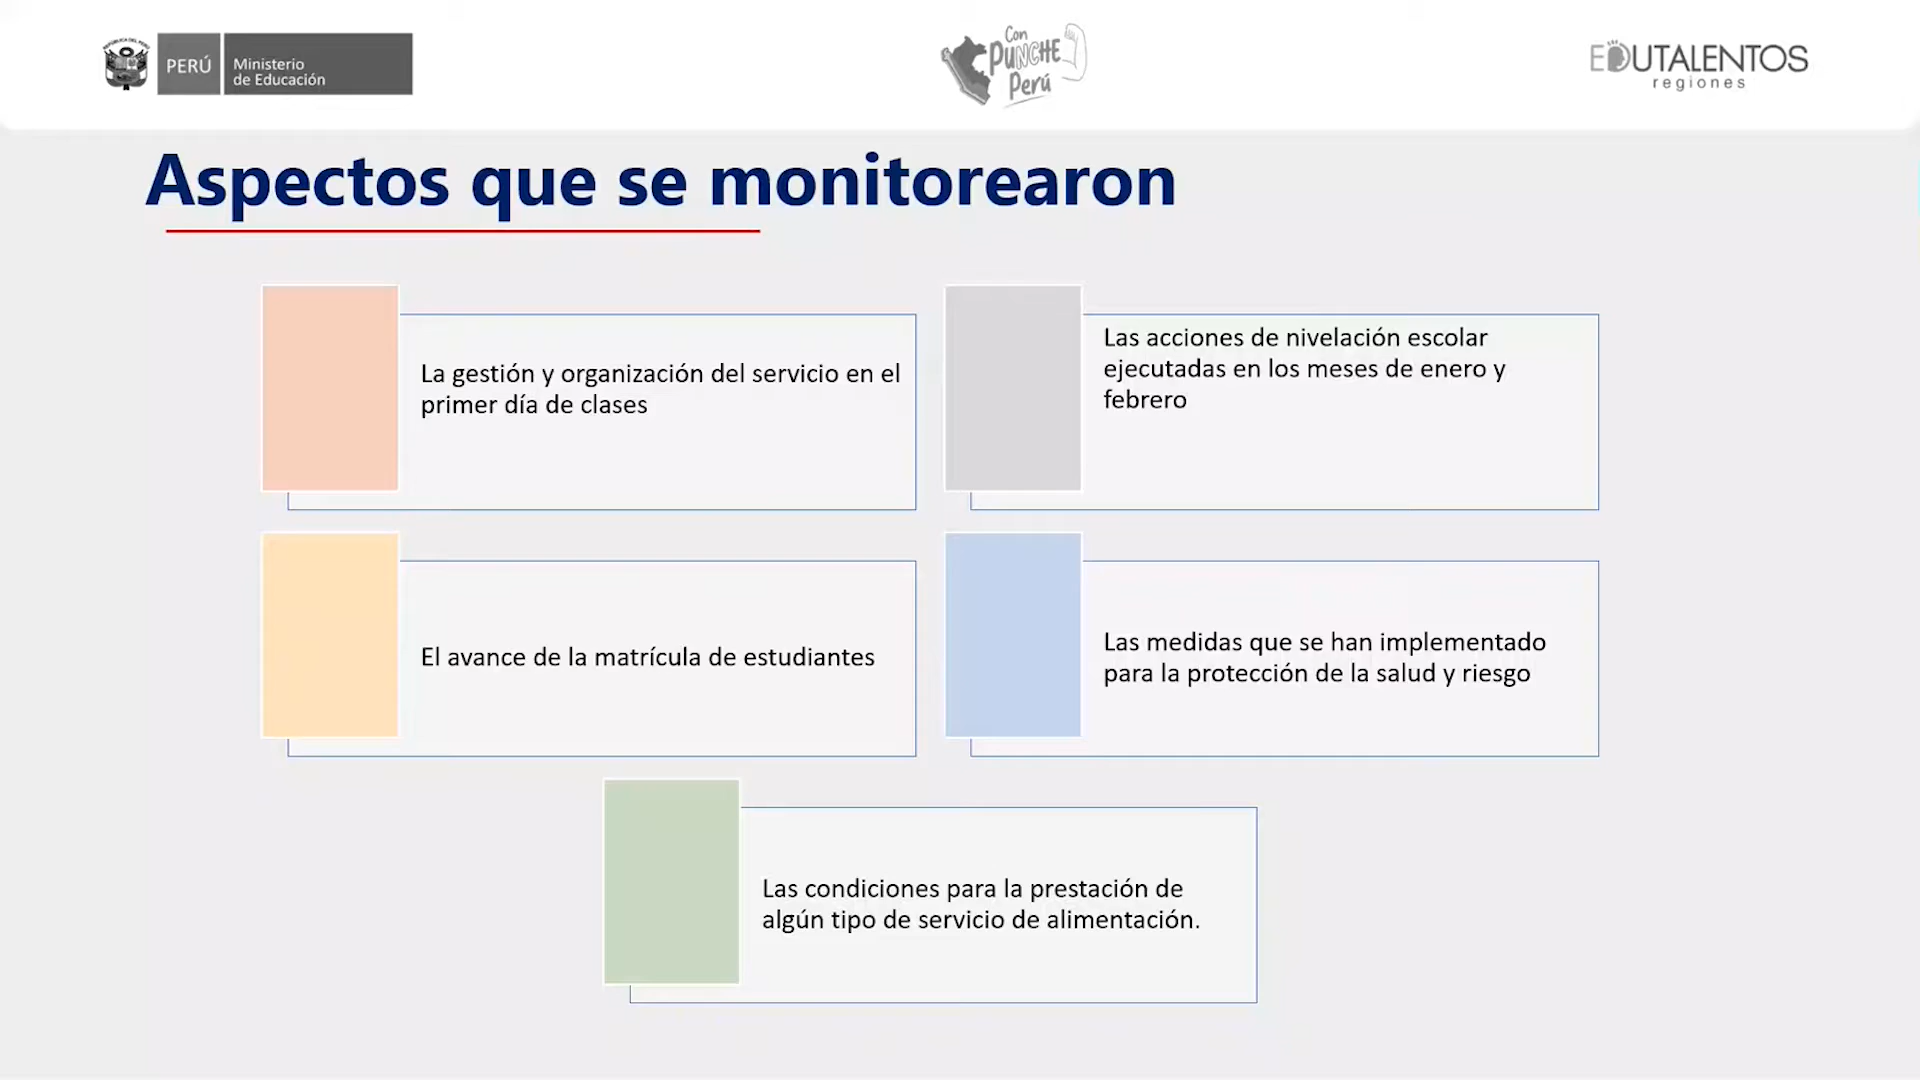 REPÚBLICA DEL PERÚ
PERÚ
Ministerio
de Educación
Con
PUNCHE
Perú
EDUTALENTOS
regiones
Aspectos que se monitorearon
La gestión y organización del servicio en el
primer día de clases
Las acciones de nivelación escolar
ejecutadas en los meses de enero y
febrero
El avance de la matrícula de estudiantes
Las medidas que se han implementado
para la protección de la salud y riesgo
Las condiciones para la prestación de
algún tipo de servicio de alimentación.